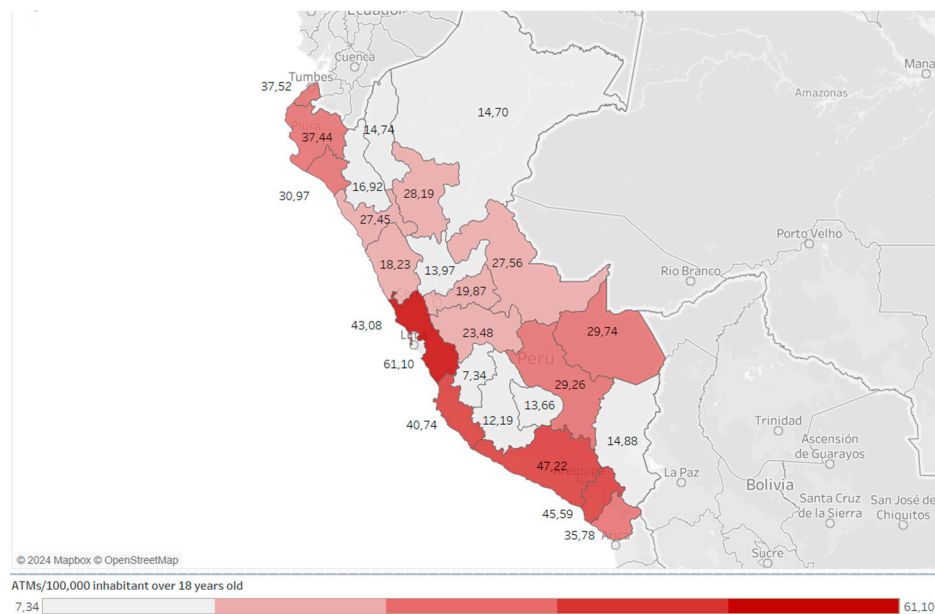 Ecuador
Cuenca
Mana
Tumbes
37,52
Amazonas
14,70
Piura
14,74
37,44
16,92
28,19
30,97
27,45
Porto Velho
18,23
13,97
27,56
Rio Branco
19,87
43,08
29,74
Lima
23,48
Perú
61,10
7,34
29,26
13,66
Trinidad
40,74
12,19
14,88
Ascensión
de Guarayos
47,22
Arequipa
La Paz
Bolivia
Santa Cruz
de la Sierra
San José de
Chiquitos
45,59
35,78
Arica
Sucre
© 2024 Mapbox © OpenStreetMap
ATMs/100,000 inhabitant over 18 years old
7,34
61,10